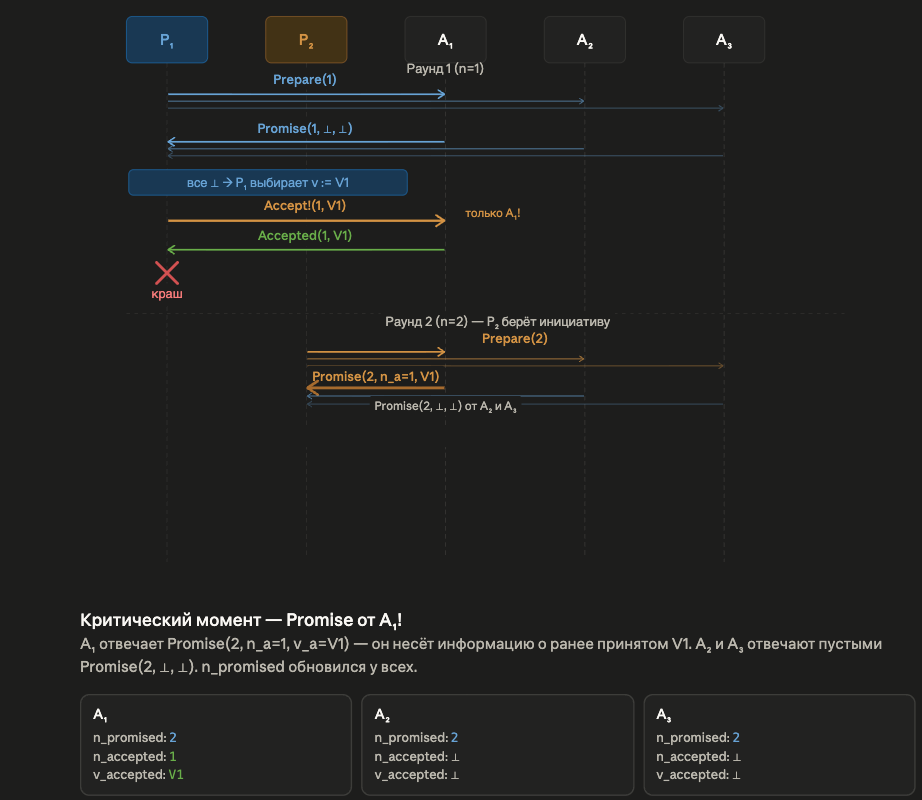 P₁ P₂ A₁ A₂ A₃
Раунд 1 (n=1)
Prepare(1)
Promise(1, ⊥, ⊥)
все ⊥ → P₁ выбирает v := V1
Accept!(1, V1)
только A₁!
Accepted(1, V1)
краш
Раунд 2 (n=2) — P₂ берёт инициативу
Prepare(2)
Promise(2, n_a=1, V1)
Promise(2, ⊥, ⊥) от A₂ и A₃
Критический момент — Promise от A₁!
A₁ отвечает Promise(2, n_a=1, v_a=V1) — он несёт информацию о ранее принятом V1. A₂ и A₃ отвечают пустыми
Promise(2, ⊥, ⊥). n_promised обновился у всех.
A₁
n_promised: 2
n_accepted: 1
v_accepted: V1
A₂
n_promised: 2
n_accepted: ⊥
v_accepted: ⊥
A₃
n_promised: 2
n_accepted: ⊥
v_accepted: ⊥